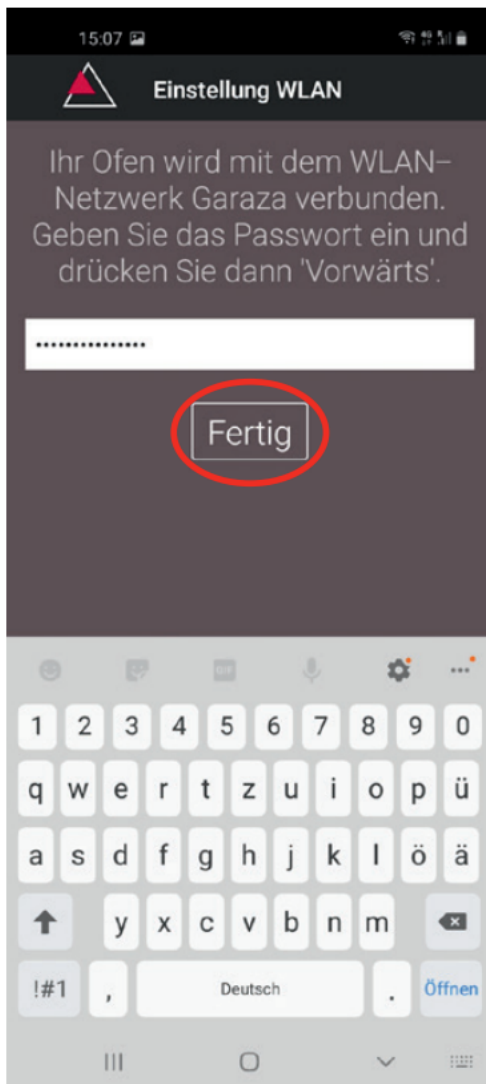 15:07
Einstellung WLAN
Ihr Ofen wird mit dem WLAN–
Netzwerk Garaza verbunden.
Geben Sie das Passwort ein und
drücken Sie dann 'Vorwärts'.
•••••••••••••••
Fertig
1 2 3 4 5 6 7 8 9 0
q w e r t z u i o p ü
a s d f g h j k l ö ä
y x c v b n m
!#1 , Deutsch . Öffnen